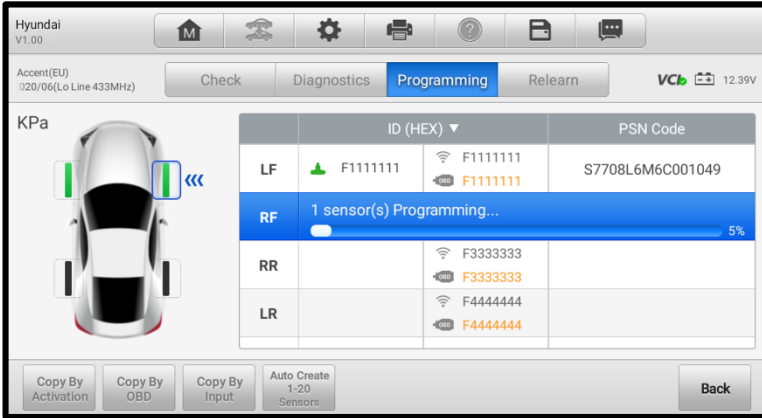 Hyundai
V1.00
M
?
Accent(EU)
020/06(Lo Line 433MHz)
Check
Diagnostics
Programming
Relearn
VCb
12.39V
KPa
ID (HEX) ▼
PSN Code
LF
F1111111
F1111111
OBD
F1111111
S7708L6M6C001049
RF
1 sensor(s) Programming...
5%
RR
F3333333
OBD
F3333333
LR
F4444444
OBD
F4444444
Copy By
Activation
Copy By
OBD
Copy By
Input
Auto Create
1-20
Sensors
Back